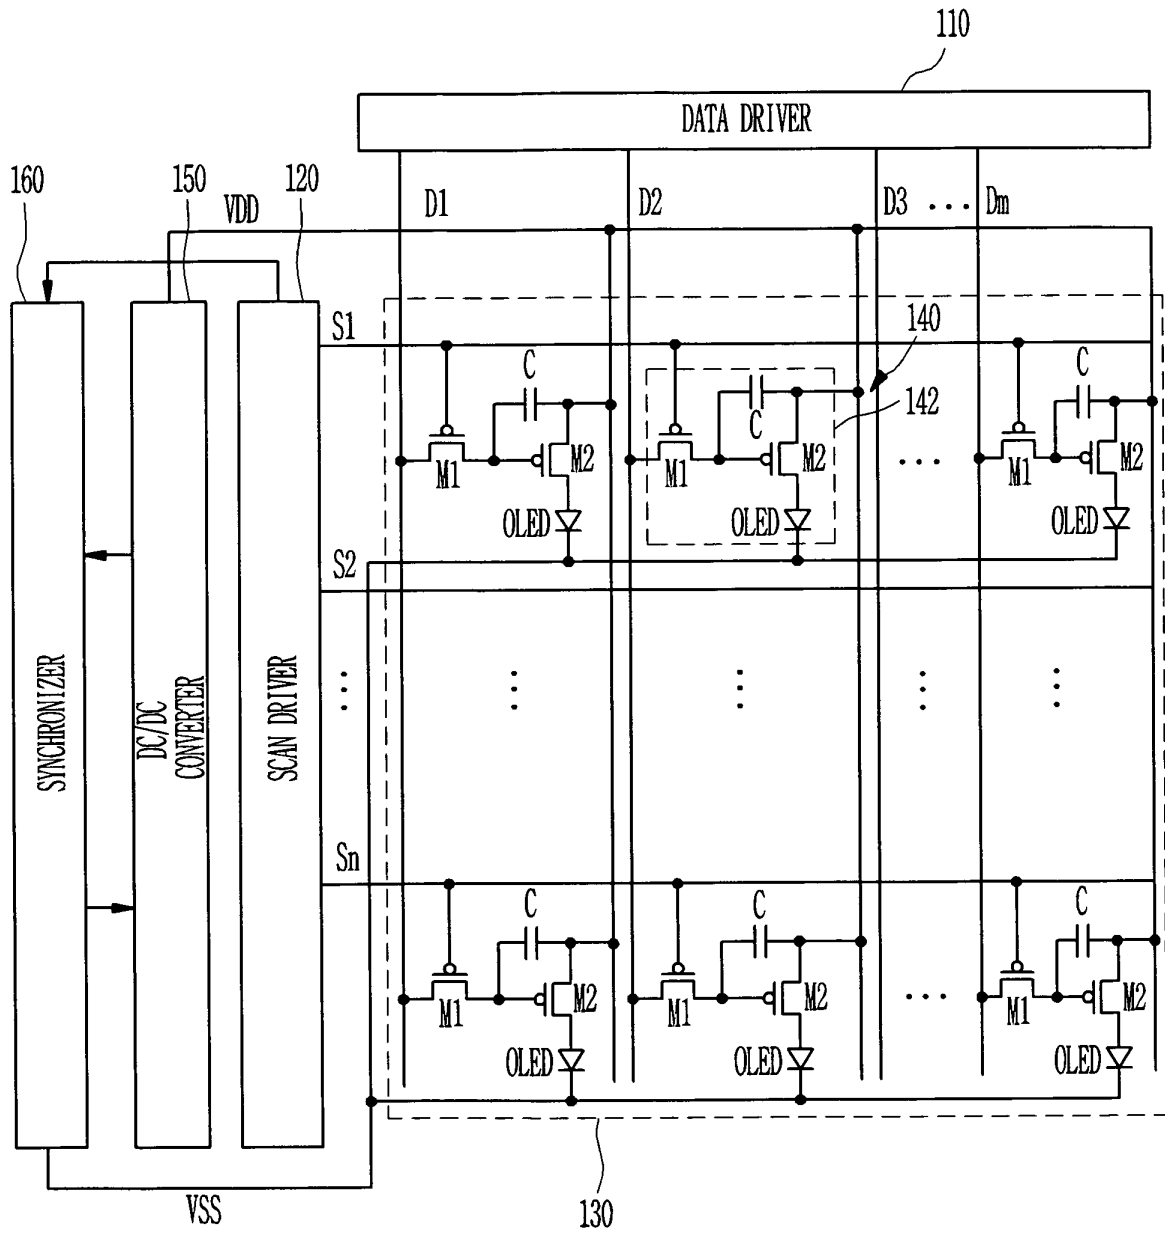 110
DATA DRIVER
160
150
120
VDD
D1
D2
D3 ... Dm
S1
140
142
C
C
C
M1
M2
M1
M2
...
M1
M2
OLED
OLED
OLED
S2
SYNCHRONIZER
DC/DC
CONVERTER
SCAN DRIVER
Sn
C
C
C
M1
M2
M1
M2
...
M1
M2
OLED
OLED
OLED
VSS
130